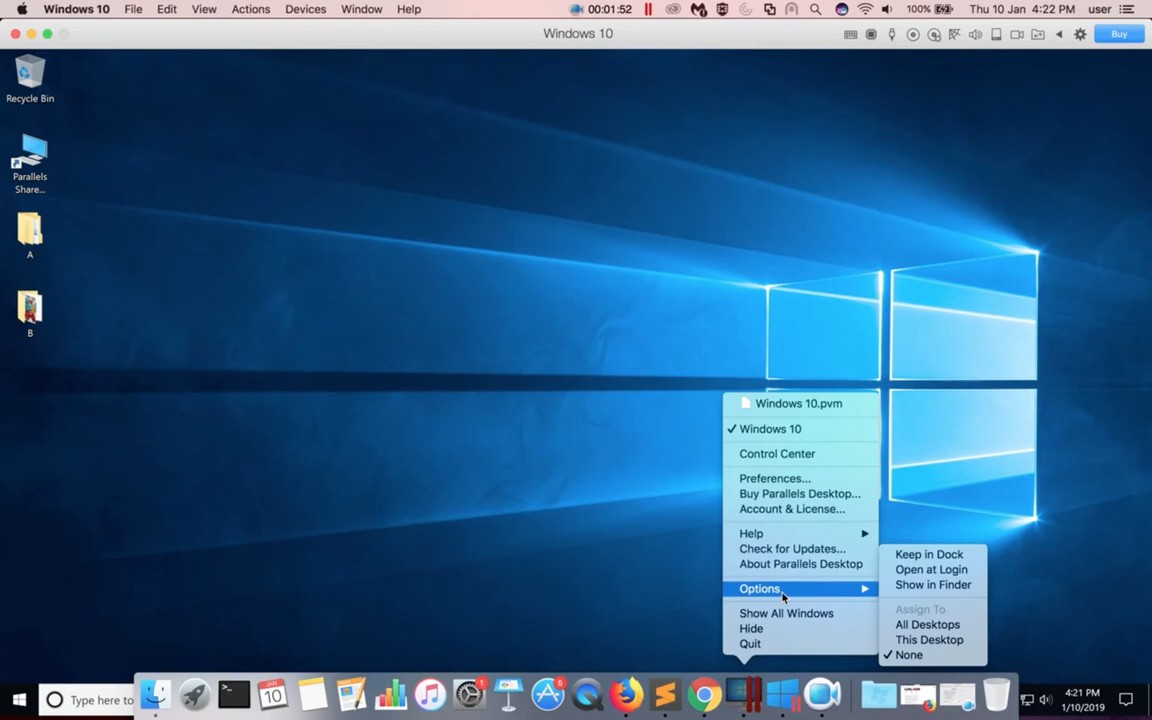 Windows 10 File Edit View Actions Devices Window Help 00:01:52 100% Thu 10 Jan 4:22 PM user
Windows 10
Buy
Recycle Bin
Parallels
Share...
A
B
Windows 10.pvm
Windows 10
Control Center
Preferences...
Buy Parallels Desktop...
Account & License...
Help
Check for Updates...
About Parallels Desktop
Options
Show All Windows
Hide
Quit
Keep in Dock
Open at Login
Show in Finder
Assign To
All Desktops
This Desktop
None
Type here to
JAN
10
1
5
4:21 PM
1/10/2019